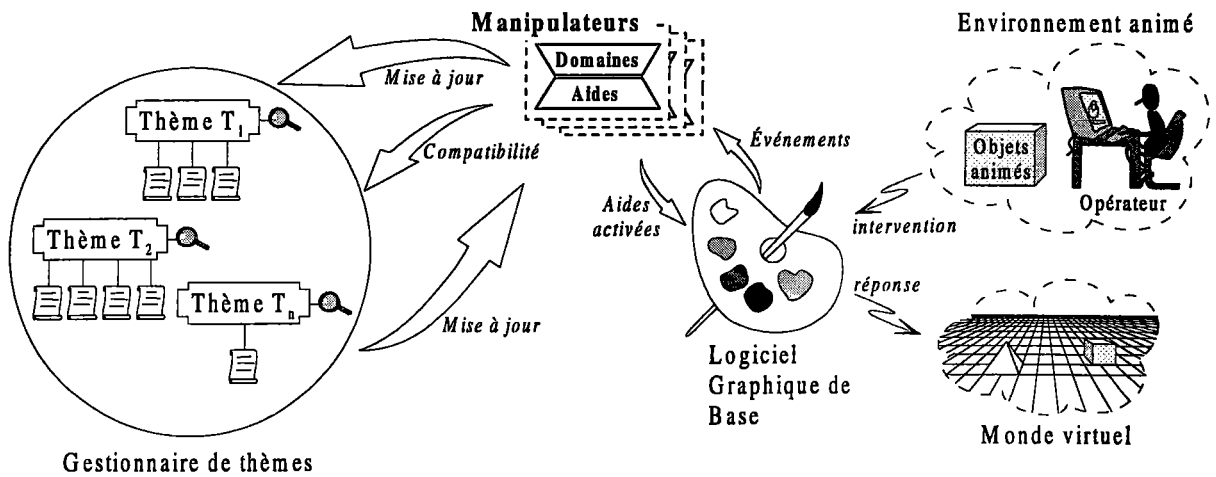 Manipulateurs
Domaines
Aides
Environnement animé
Mise à jour
Thème T1
Compatibilité
Événements
Objets
animés
Opérateur
Aides
activées
intervention
Thème T2
Thème Tn
Mise à jour
réponse
Logiciel
Graphique de
Base
Monde virtuel
Gestionnaire de thèmes